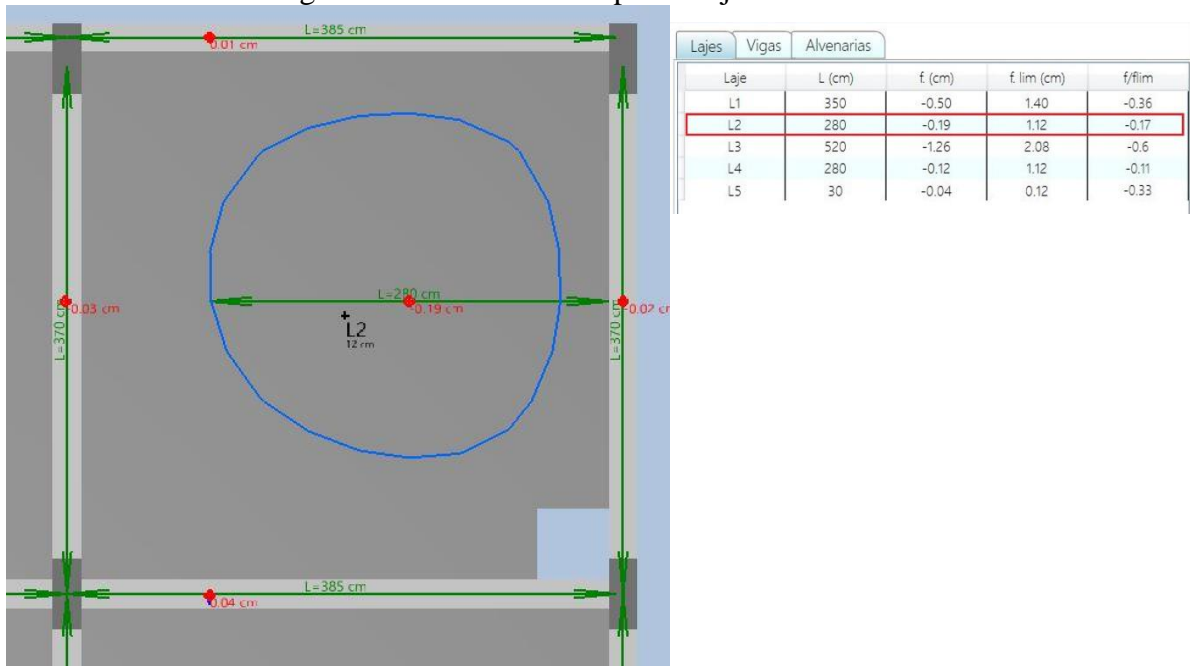 L=385 cm
0.01 cm
L=370 cm
-0.03 cm
L=280 cm
-0.19 cm
L2
12 cm
L=370 cm
-0.02
L=385 cm
0.04 cm
Lajes Vigas Alvenarias
Laje L (cm) f. (cm) f. lim (cm) f/flim
L1 350 -0.50 1.40 -0.36
L2 280 -0.19 1.12 -0.17
L3 520 -1.26 2.08 -0.6
L4 280 -0.12 1.12 -0.11
L5 30 -0.04 0.12 -0.33